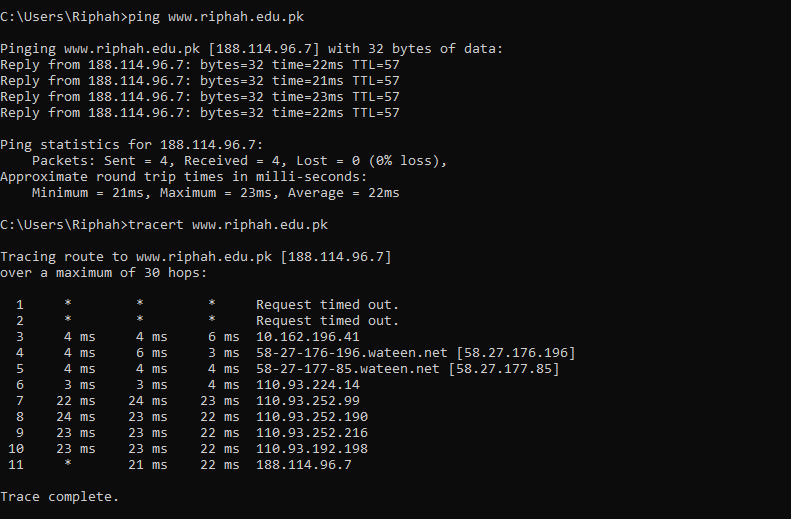 C:\Users\Riphah>ping www.riphah.edu.pk
Pinging www.riphah.edu.pk [188.114.96.7] with 32 bytes of data:
Reply from 188.114.96.7: bytes=32 time=22ms TTL=57
Reply from 188.114.96.7: bytes=32 time=21ms TTL=57
Reply from 188.114.96.7: bytes=32 time=23ms TTL=57
Reply from 188.114.96.7: bytes=32 time=22ms TTL=57
Ping statistics for 188.114.96.7:
    Packets: Sent = 4, Received = 4, Lost = 0 (0% loss),
Approximate round trip times in milli-seconds:
    Minimum = 21ms, Maximum = 23ms, Average = 22ms
C:\Users\Riphah>tracert www.riphah.edu.pk
Tracing route to www.riphah.edu.pk [188.114.96.7]
over a maximum of 30 hops:
  1     *        *        *     Request timed out.
  2     *        *        *     Request timed out.
  3     4 ms     4 ms     6 ms  10.162.196.41
  4     4 ms     6 ms     3 ms  58-27-176-196.wateen.net [58.27.176.196]
  5     4 ms     4 ms     4 ms  58-27-177-85.wateen.net [58.27.177.85]
  6     3 ms     3 ms     4 ms  110.93.224.14
  7    22 ms    24 ms    23 ms  110.93.252.99
  8    24 ms    23 ms    22 ms  110.93.252.190
  9    23 ms    23 ms    22 ms  110.93.252.216
 10    23 ms    23 ms    22 ms  110.93.192.198
 11     *       21 ms    22 ms  188.114.96.7
Trace complete.